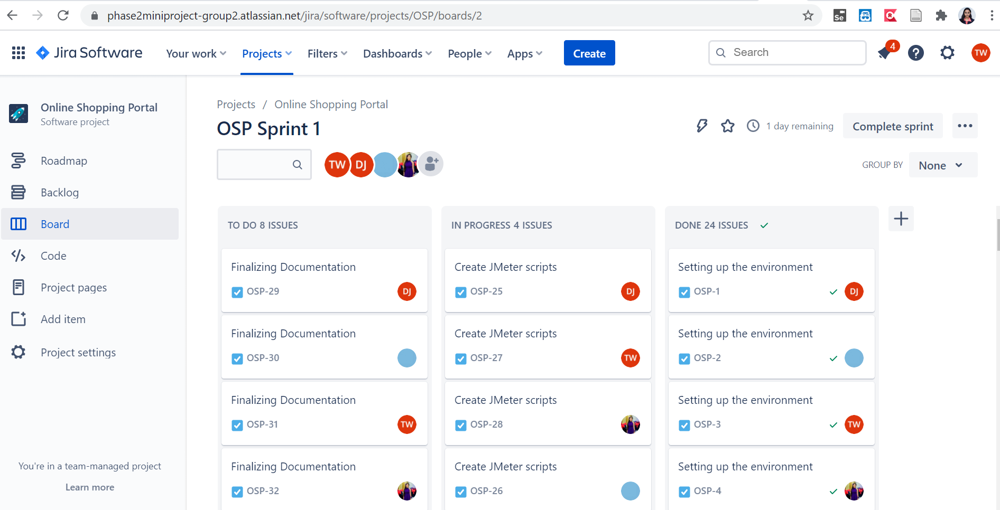 phase2miniproject-group2.atlassian.net/jira/software/projects/OSP/boards/2
Se
Jira Software
Your work
Projects
Filters
Dashboards
People
Apps
Create
Search
4
TW
Online Shopping Portal
Software project
Roadmap
Backlog
Board
Code
Project pages
Add item
Project settings
You're in a team-managed project
Learn more
Projects / Online Shopping Portal
OSP Sprint 1
1 day remaining
Complete sprint
TW DJ
GROUP BY
None
TO DO 8 ISSUES
Finalizing Documentation
OSP-29 DJ
Finalizing Documentation
OSP-30
Finalizing Documentation
OSP-31 TW
Finalizing Documentation
OSP-32
IN PROGRESS 4 ISSUES
Create JMeter scripts
OSP-25 DJ
Create JMeter scripts
OSP-27 TW
Create JMeter scripts
OSP-28
Create JMeter scripts
OSP-26
DONE 24 ISSUES
Setting up the environment
OSP-1 DJ
Setting up the environment
OSP-2
Setting up the environment
OSP-3 TW
Setting up the environment
OSP-4